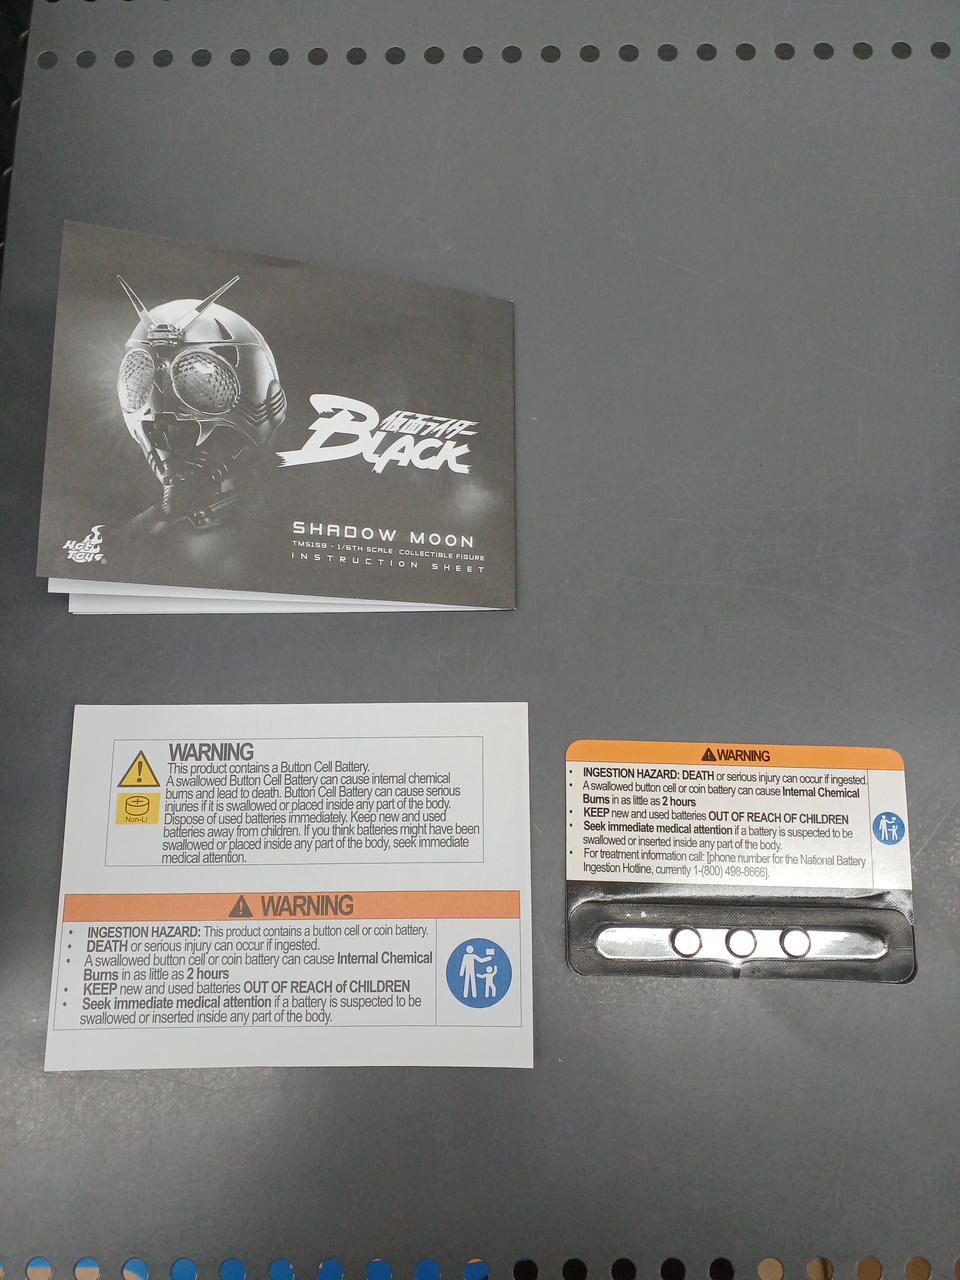 仮面ライダー
BLACK
SHADOW MOON
TMS159 - 1/6TH SCALE COLLECTIBLE FIGURE
INSTRUCTION SHEET
Hot
Toys®
WARNING
This product contains a Button Cell Battery.
A swallowed Button Cell Battery can cause internal chemical
burns and lead to death. Button Cell Battery can cause serious
injuries if it is swallowed or placed inside any part of the body.
Dispose of used batteries immediately. Keep new and used
batteries away from children. If you think batteries might have been
swallowed or placed inside any part of the body, seek immediate
medical attention.
Non-Li
WARNING
• INGESTION HAZARD: This product contains a button cell or coin battery.
• DEATH or serious injury can occur if ingested.
• A swallowed button cell or coin battery can cause Internal Chemical
Burns in as little as 2 hours
• KEEP new and used batteries OUT OF REACH of CHILDREN
• Seek immediate medical attention if a battery is suspected to be
swallowed or inserted inside any part of the body.
WARNING
• INGESTION HAZARD: DEATH or serious injury can occur if ingested.
• A swallowed button cell or coin battery can cause Internal Chemical
Burns in as little as 2 hours
• KEEP new and used batteries OUT OF REACH OF CHILDREN
• Seek immediate medical attention if a battery is suspected to be
swallowed or inserted inside any part of the body.
• For treatment information call: [phone number for the National Battery
Ingestion Hotline, currently 1-(800) 498-8666].